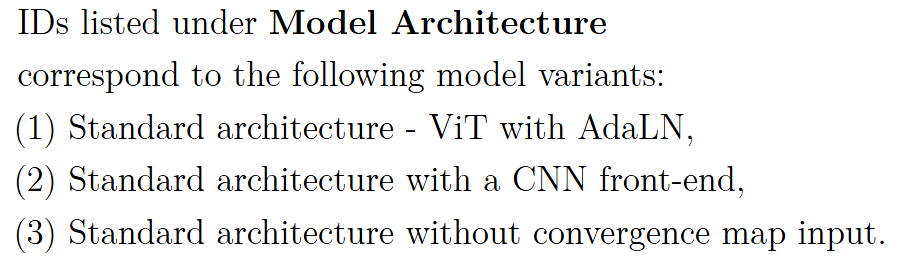 IDs listed under Model Architecture
correspond to the following model variants:
(1) Standard architecture - ViT with AdaLN,
(2) Standard architecture with a CNN front-end,
(3) Standard architecture without convergence map input.